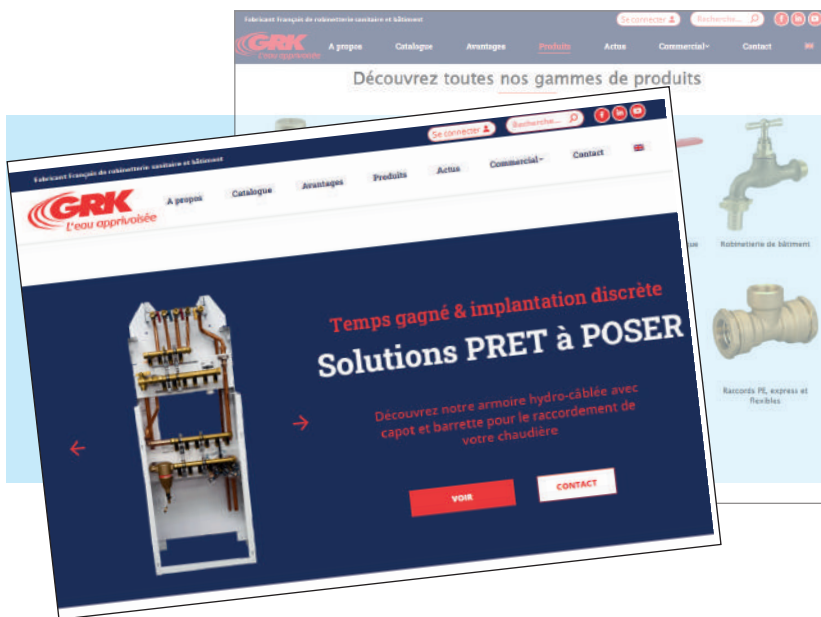 Fabricant Français de robinetterie sanitaire et bâtiment
Se connecter
Recherche...
GRK
L'eau apprivoisée
A propos
Catalogue
Avantages
Produits
Actus
Commercial
Contact
Découvrez toutes nos gammes de produits
Robinetterie de bâtiment
Raccords PE, express et
flexibles
Fabricant Français de robinetterie sanitaire et bâtiment
Se connecter
Recherche...
GRK
L'eau apprivoisée
A propos
Catalogue
Avantages
Produits
Actus
Commercial
Contact
Temps gagné & implantation discrète
Solutions PRET à POSER
Découvrez notre armoire hydro-câblée avec
capot et barrette pour le raccordement de
votre chaudière
VOIR
CONTACT